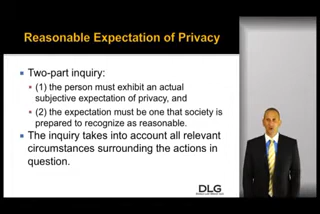 Reasonable Expectation of Privacy
Two-part inquiry:
(1) the person must exhibit an actual
subjective expectation of privacy, and
(2) the expectation must be one that society is
prepared to recognize as reasonable.
The inquiry takes into account all relevant
circumstances surrounding the actions in
question.
DLG